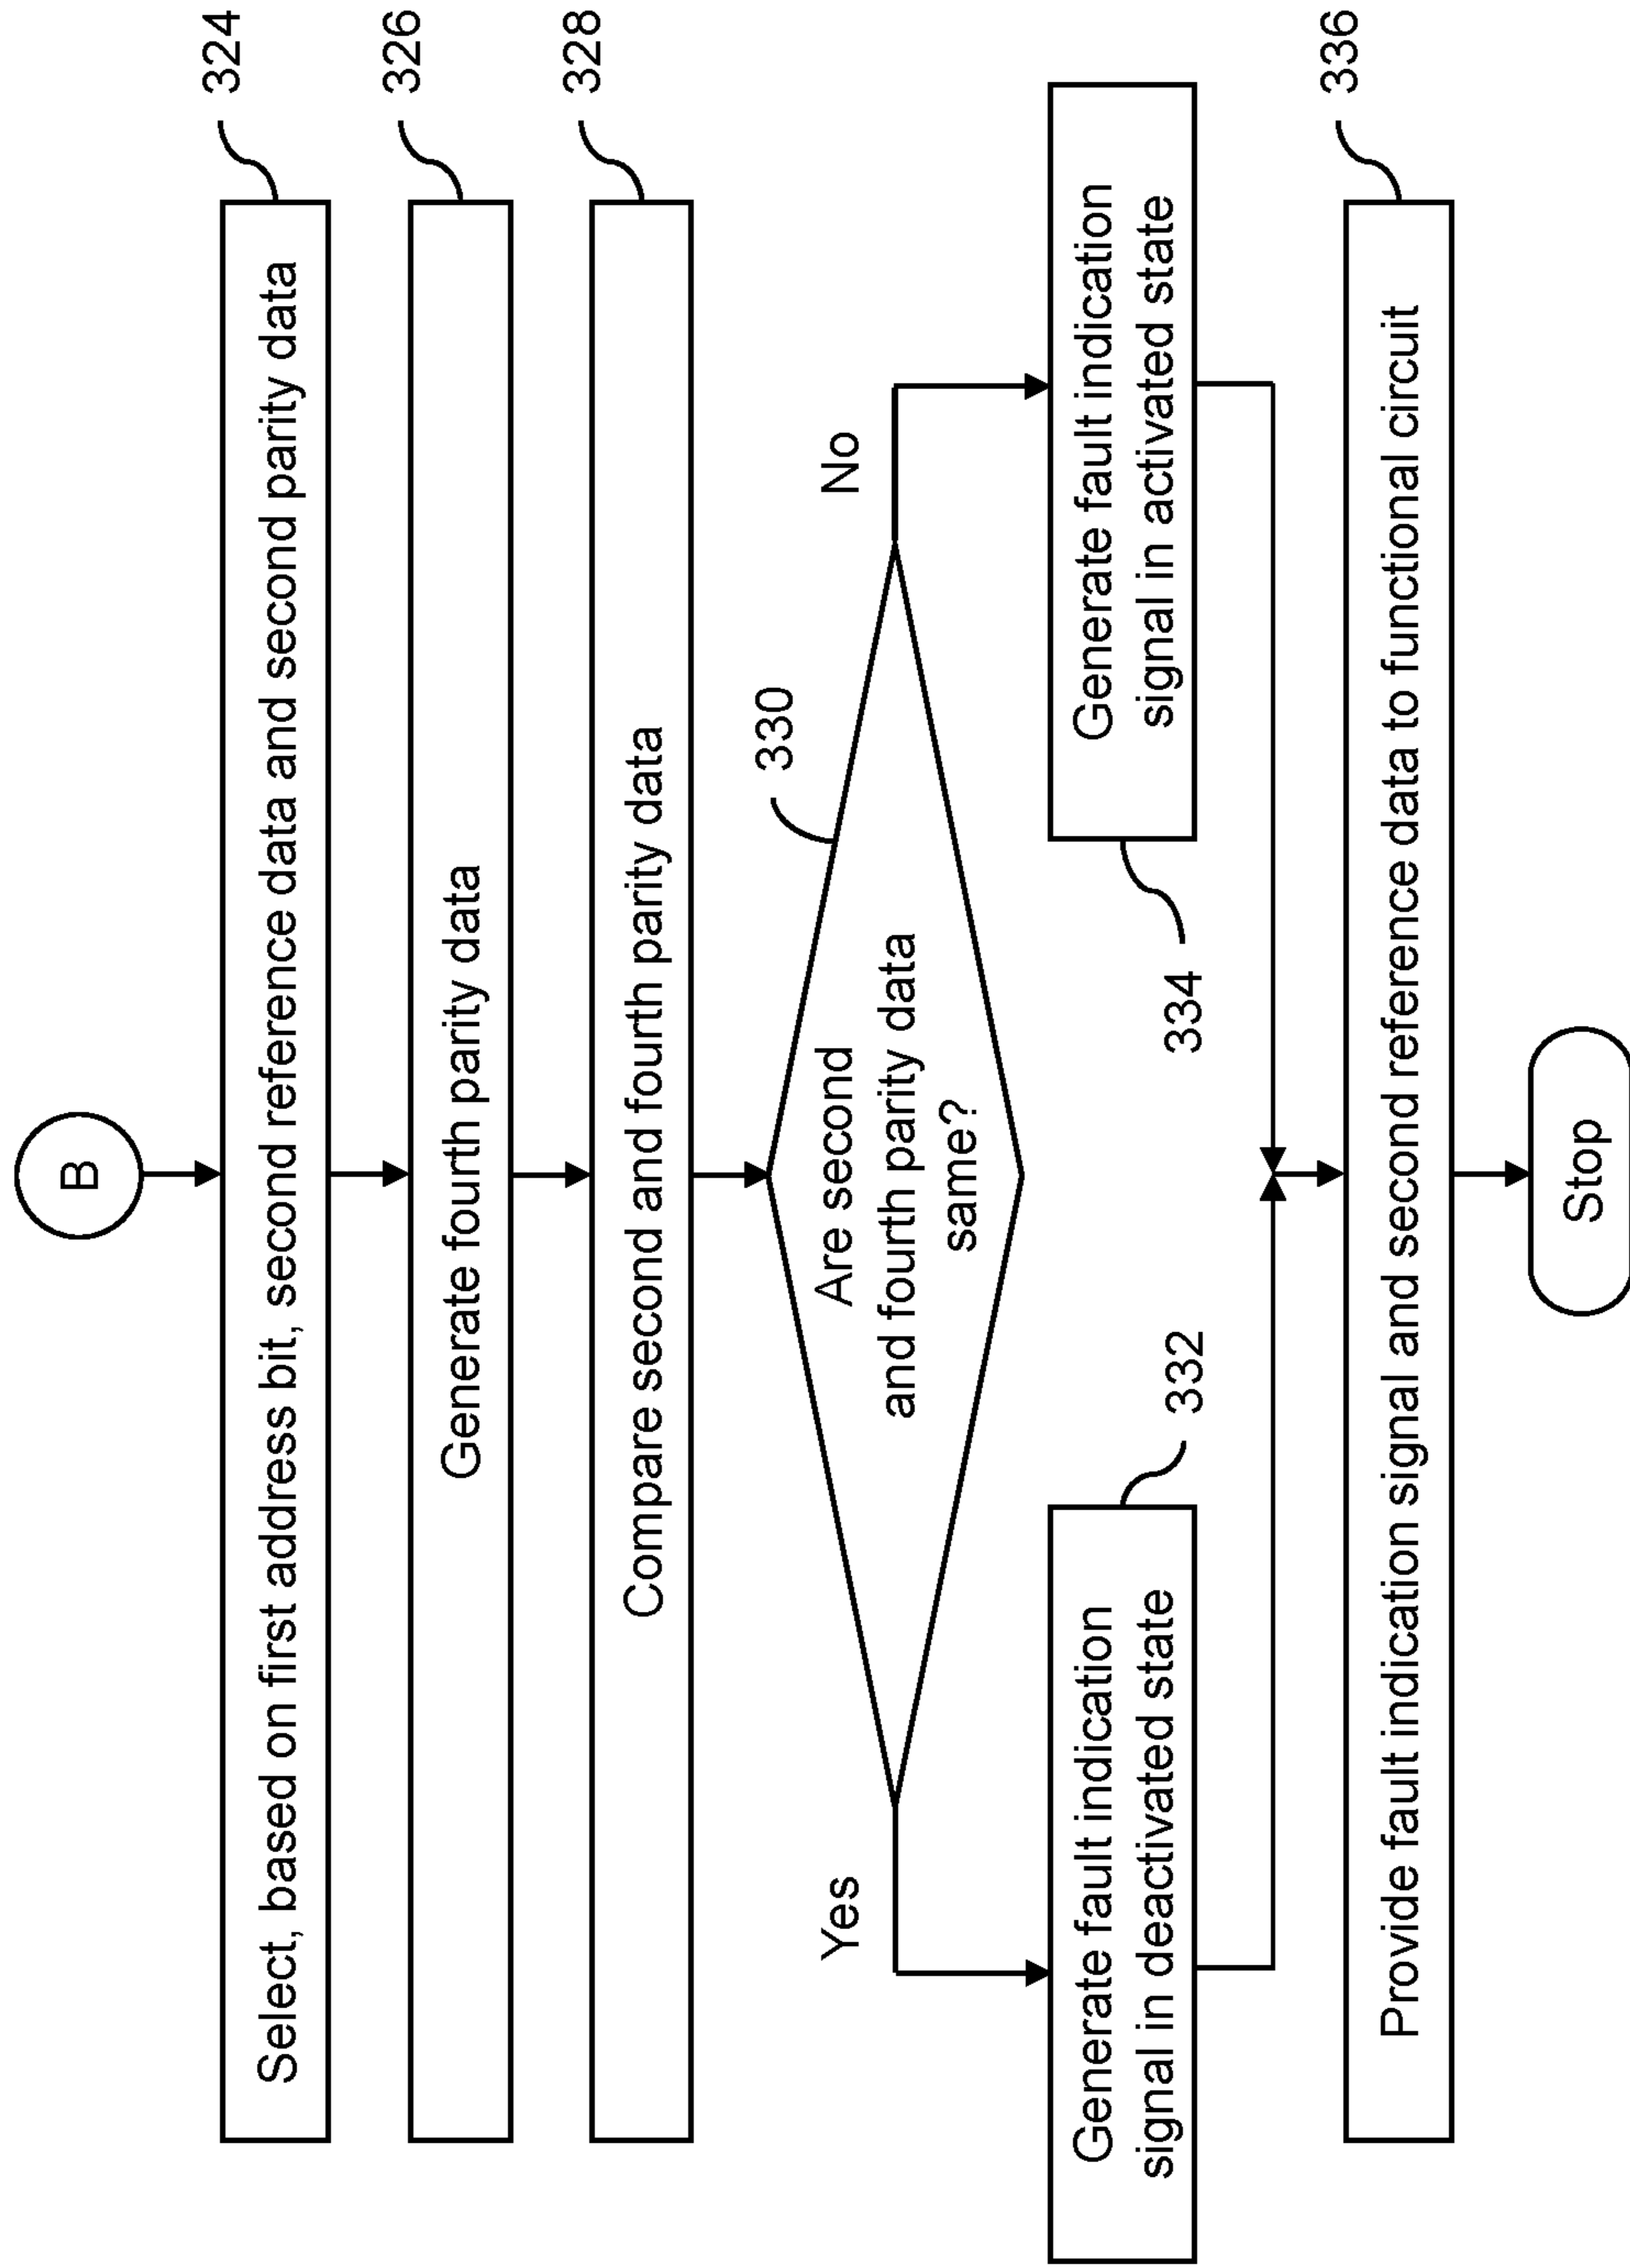 B
324
Select, based on first address bit, second reference data and second parity data
326
Generate fourth parity data
328
Compare second and fourth parity data
330
Are second
and fourth parity data
same?
Yes
No
332
Generate fault indication
signal in deactivated state
334
Generate fault indication
signal in activated state
336
Provide fault indication signal and second reference data to functional circuit
Stop